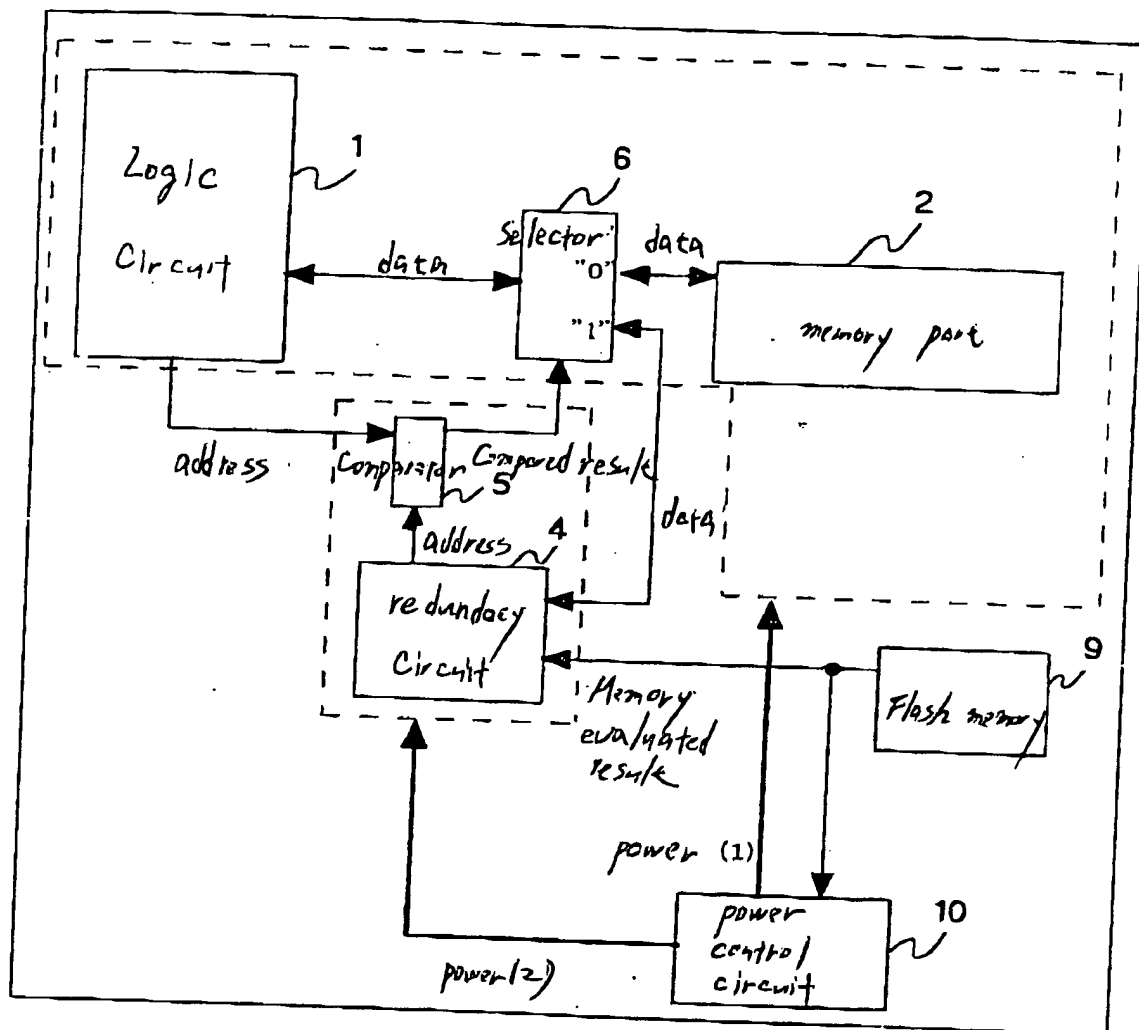 Logic
Circuit
1
data
6
Selector
"0"
"1"
data
2
memory part
address
Comparator
5
Compared result
address
4
data
redundacy
Circuit
Memory
evaluated
result
9
Flash memory
power (1)
power
control
circuit
10
power(2)